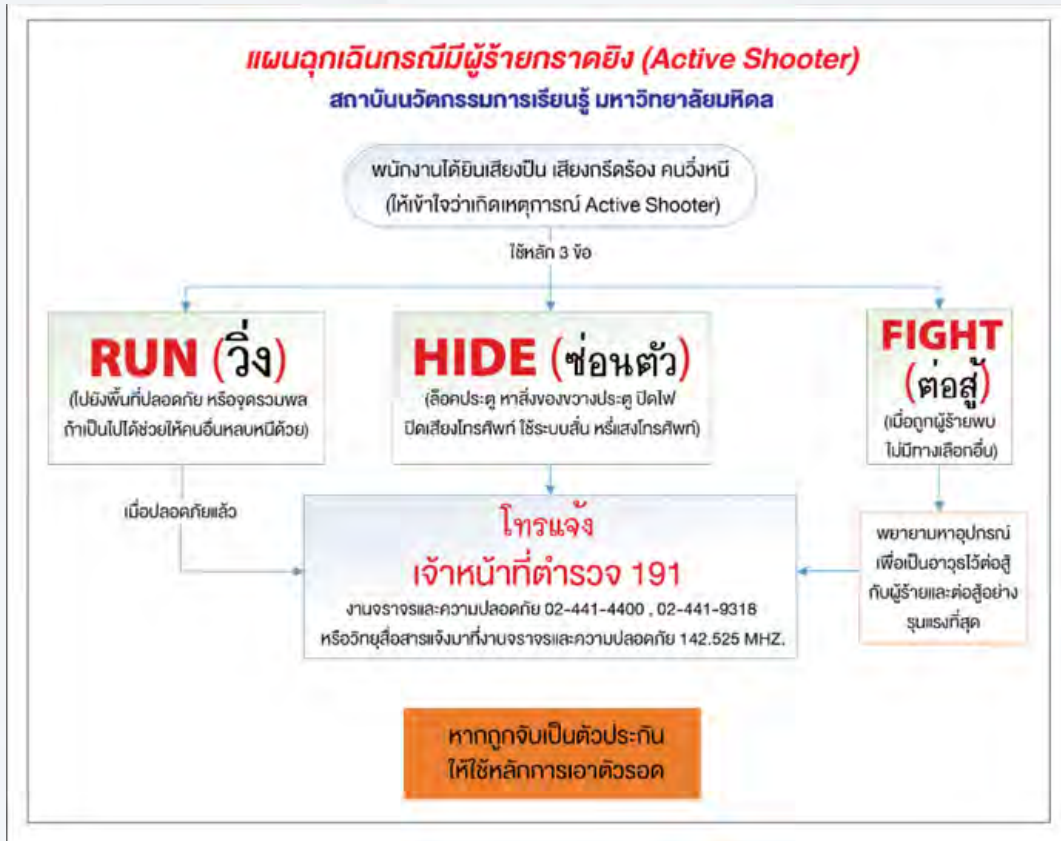 แผนฉุกเฉินกรณีมีผู้ร้ายกราดยิง (Active Shooter)
สถาบันนวัตกรรมการเรียนรู้ มหาวิทยาลัยมหิดล
พนักงานได้ยินเสียงปืน เสียงกรีดร้อง คนวิ่งหนี
(ให้เข้าใจว่าเกิดเหตุการณ์ Active Shooter)
ใช้หลัก 3 ข้อ
RUN (วิ่ง)
(ไปยังพื้นที่ปลอดภัย หรือจุดรวมพล
ถ้าเป็นไปได้ช่วยให้คนอื่นหลบหนีด้วย)
HIDE (ซ่อนตัว)
(ล็อคประตู หาสิ่งของขวางประตู ปิดไฟ
ปิดเสียงโทรศัพท์ ใช้ระบบสั่น หรี่แสงโทรศัพท์)
FIGHT
(ต่อสู้)
(เมื่อถูกผู้ร้ายพบ
ไม่มีทางเลือกอื่น)
เมื่อปลอดภัยแล้ว
โทรแจ้ง
เจ้าหน้าที่ตำรวจ 191
งานจราจรและความปลอดภัย 02-441-4400 , 02-441-9318
หรือวิทยุสื่อสารแจ้งมาที่งานจราจรและความปลอดภัย 142.525 MHZ.
พยายามหาอุปกรณ์
เพื่อเป็นอาวุธไว้ต่อสู้
กับผู้ร้ายและต่อสู้อย่าง
รุนแรงที่สุด
หากถูกจับเป็นตัวประกัน
ให้ใช้หลักการเอาตัวรอด